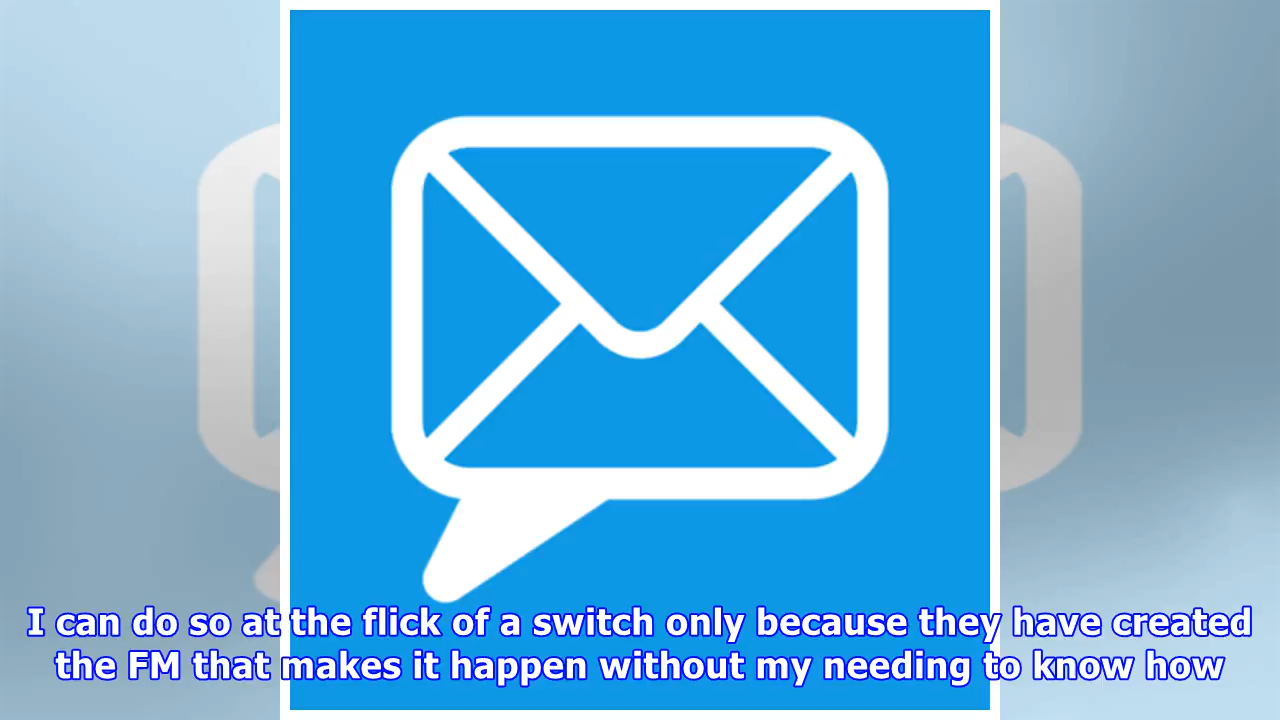 I can do so at the flick of a switch only because they have created
the FM that makes it happen without my needing to know how